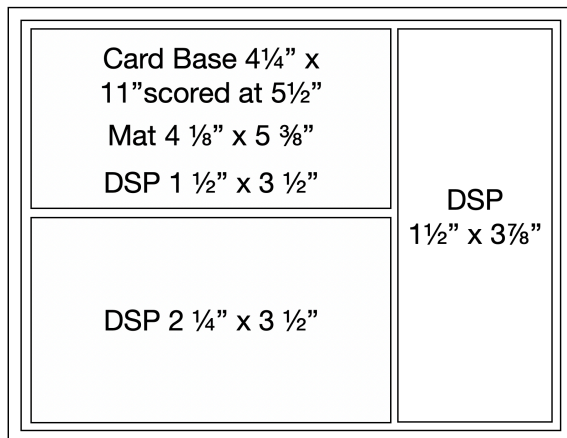 Card Base 4¼” x
11”scored at 5½”
Mat 4 ⅛” x 5 ⅜”
DSP 1 ½” x 3 ½”
DSP
1½” x 3⅞”
DSP 2 ¼” x 3 ½”